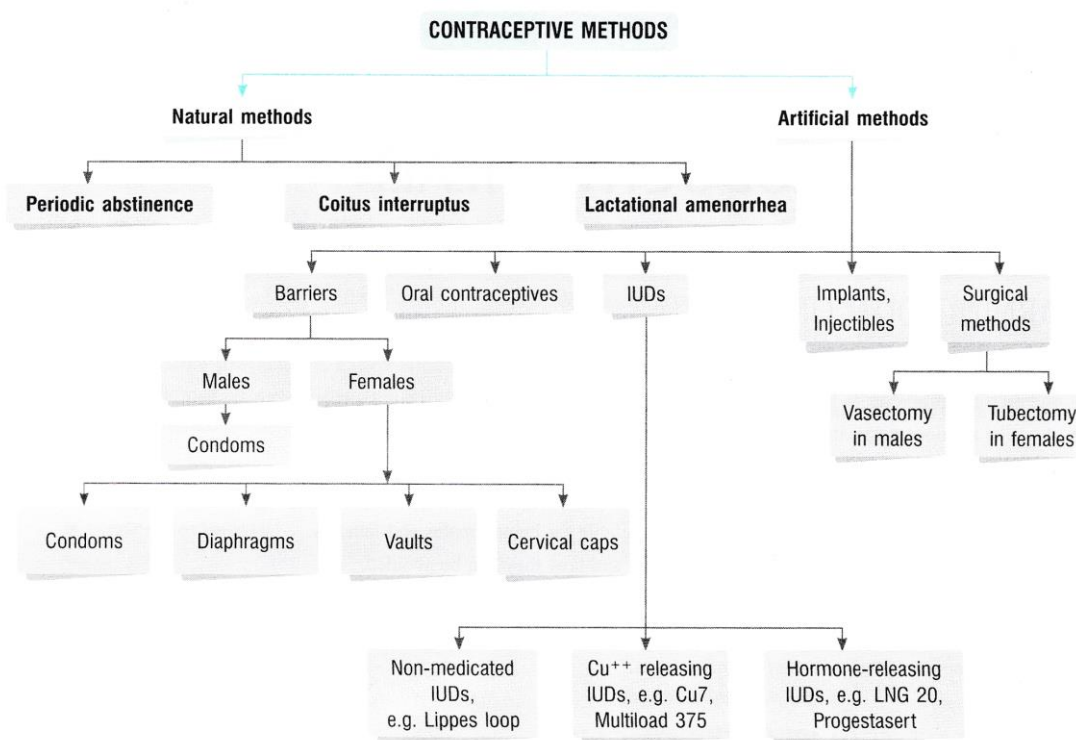 CONTRACEPTIVE METHODS
Natural methods
Artificial methods
Periodic abstinence
Coitus interruptus
Lactational amenorrhea
Barriers
Oral contraceptives
IUDs
Implants,
Injectibles
Surgical
methods
Males
Females
Vasectomy
in males
Tubectomy
in females
Condoms
Condoms
Diaphragms
Vaults
Cervical caps
Non-medicated
IUDs,
e.g. Lippes loop
Cu⁺⁺ releasing
IUDs, e.g. Cu7,
Multiload 375
Hormone-releasing
IUDs, e.g. LNG 20,
Progestasert